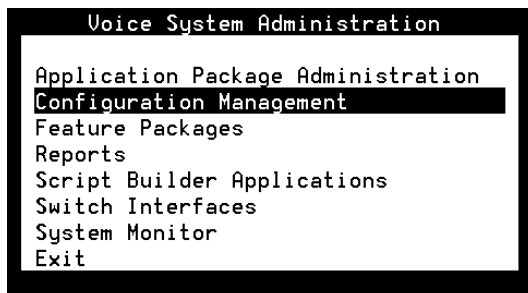 Voice System Administration
Application Package Administration
Configuration Management
Feature Packages
Reports
Script Builder Applications
Switch Interfaces
System Monitor
Exit